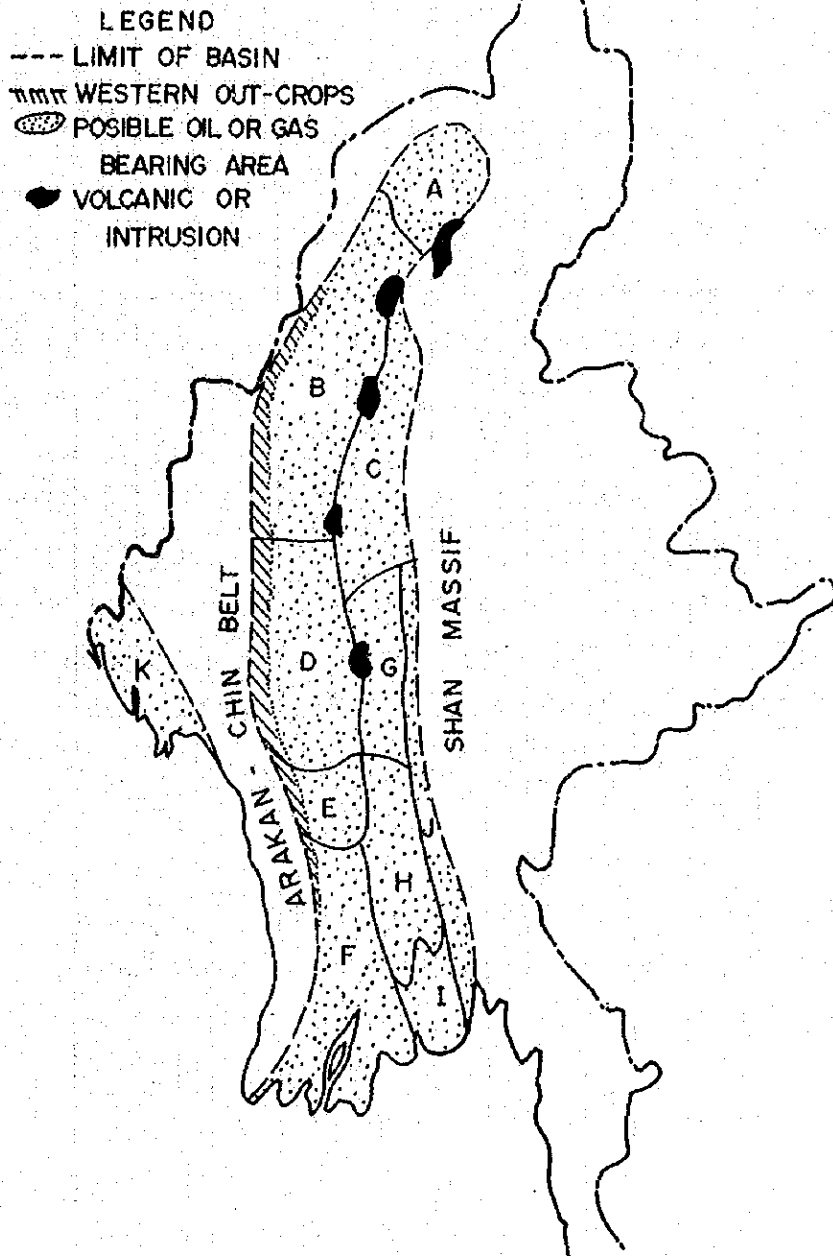 LEGEND
LIMIT OF BASIN
WESTERN OUT-CROPS
POSIBLE OIL OR GAS
BEARING AREA
VOLCANIC OR
INTRUSION
A
B
C
D
G
K
E
J
H
F
I
ARAKAN - CHIN BELT
SHAN MASSIF